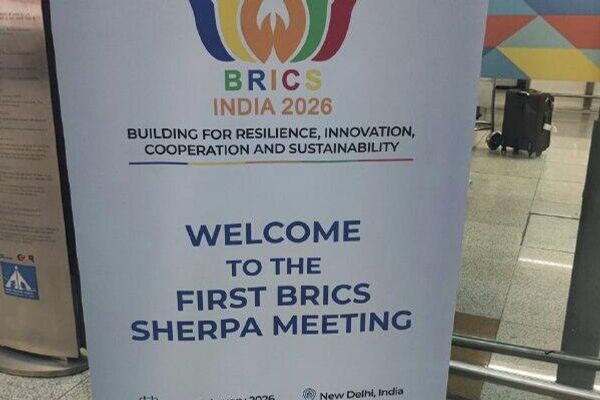 BRICS
INDIA 2026
BUILDING FOR RESILIENCE, INNOVATION,
COOPERATION AND SUSTAINABILITY
WELCOME
TO THE
FIRST BRICS
SHERPA MEETING
2026
New Delhi, India